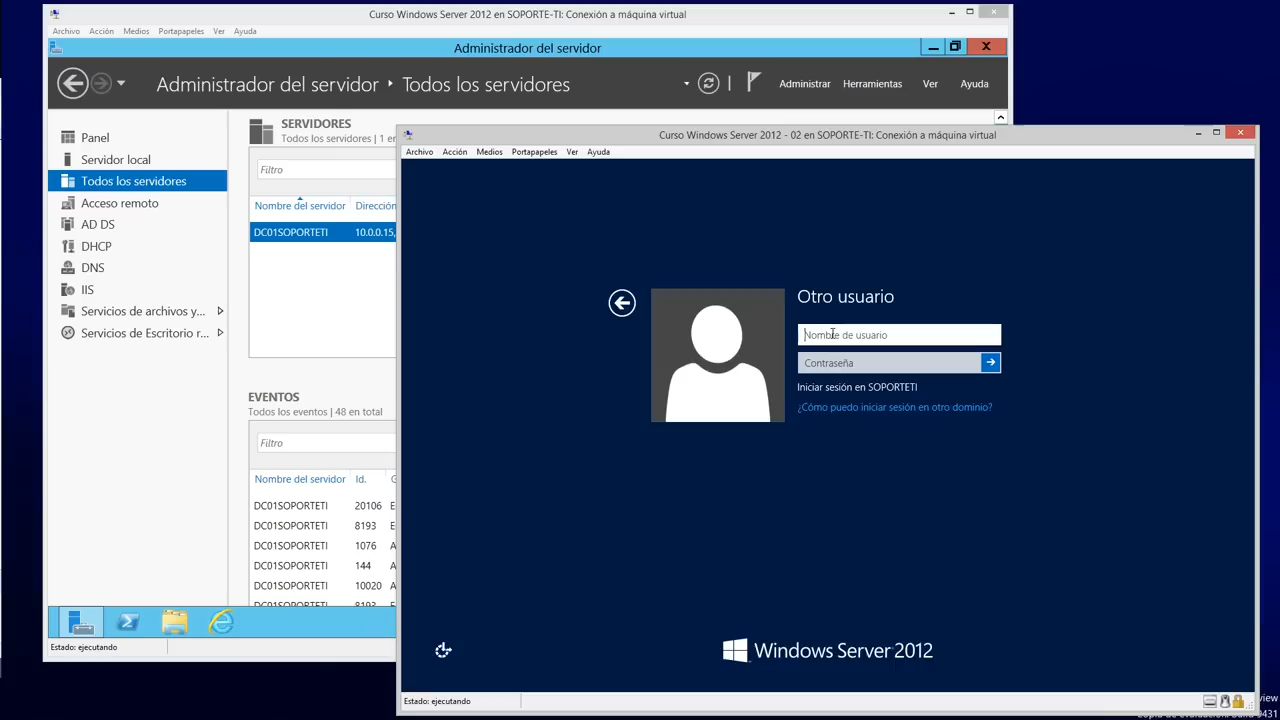 Curso Windows Server 2012 en SOPORTE-TI: Conexión a máquina virtual
Archivo Acción Medios Portapapeles Ver Ayuda
Administrador del servidor
Administrador del servidor ‣ Todos los servidores
Administrar Herramientas Ver Ayuda
Panel
Servidor local
Todos los servidores
Acceso remoto
AD DS
DHCP
DNS
IIS
Servicios de archivos y...
Servicios de Escritorio r...
SERVIDORES
Todos los servidores | 1 en
Filtro
Nombre del servidor Dirección
DC01SOPORTETI 10.0.0.15,
EVENTOS
Todos los eventos | 48 en total
Filtro
Nombre del servidor Id.
DC01SOPORTETI 20106 E
DC01SOPORTETI 8193 E
DC01SOPORTETI 1076 A
DC01SOPORTETI 144 A
DC01SOPORTETI 10020 A
DC01SOPORTETI 8193 E
Estado: ejecutando
Curso Windows Server 2012 - 02 en SOPORTE-TI: Conexión a máquina virtual
Archivo Acción Medios Portapapeles Ver Ayuda
Otro usuario
Nombre de usuario
Contraseña
Iniciar sesión en SOPORTETI
¿Cómo puedo iniciar sesión en otro dominio?
Windows Server 2012
Estado: ejecutando